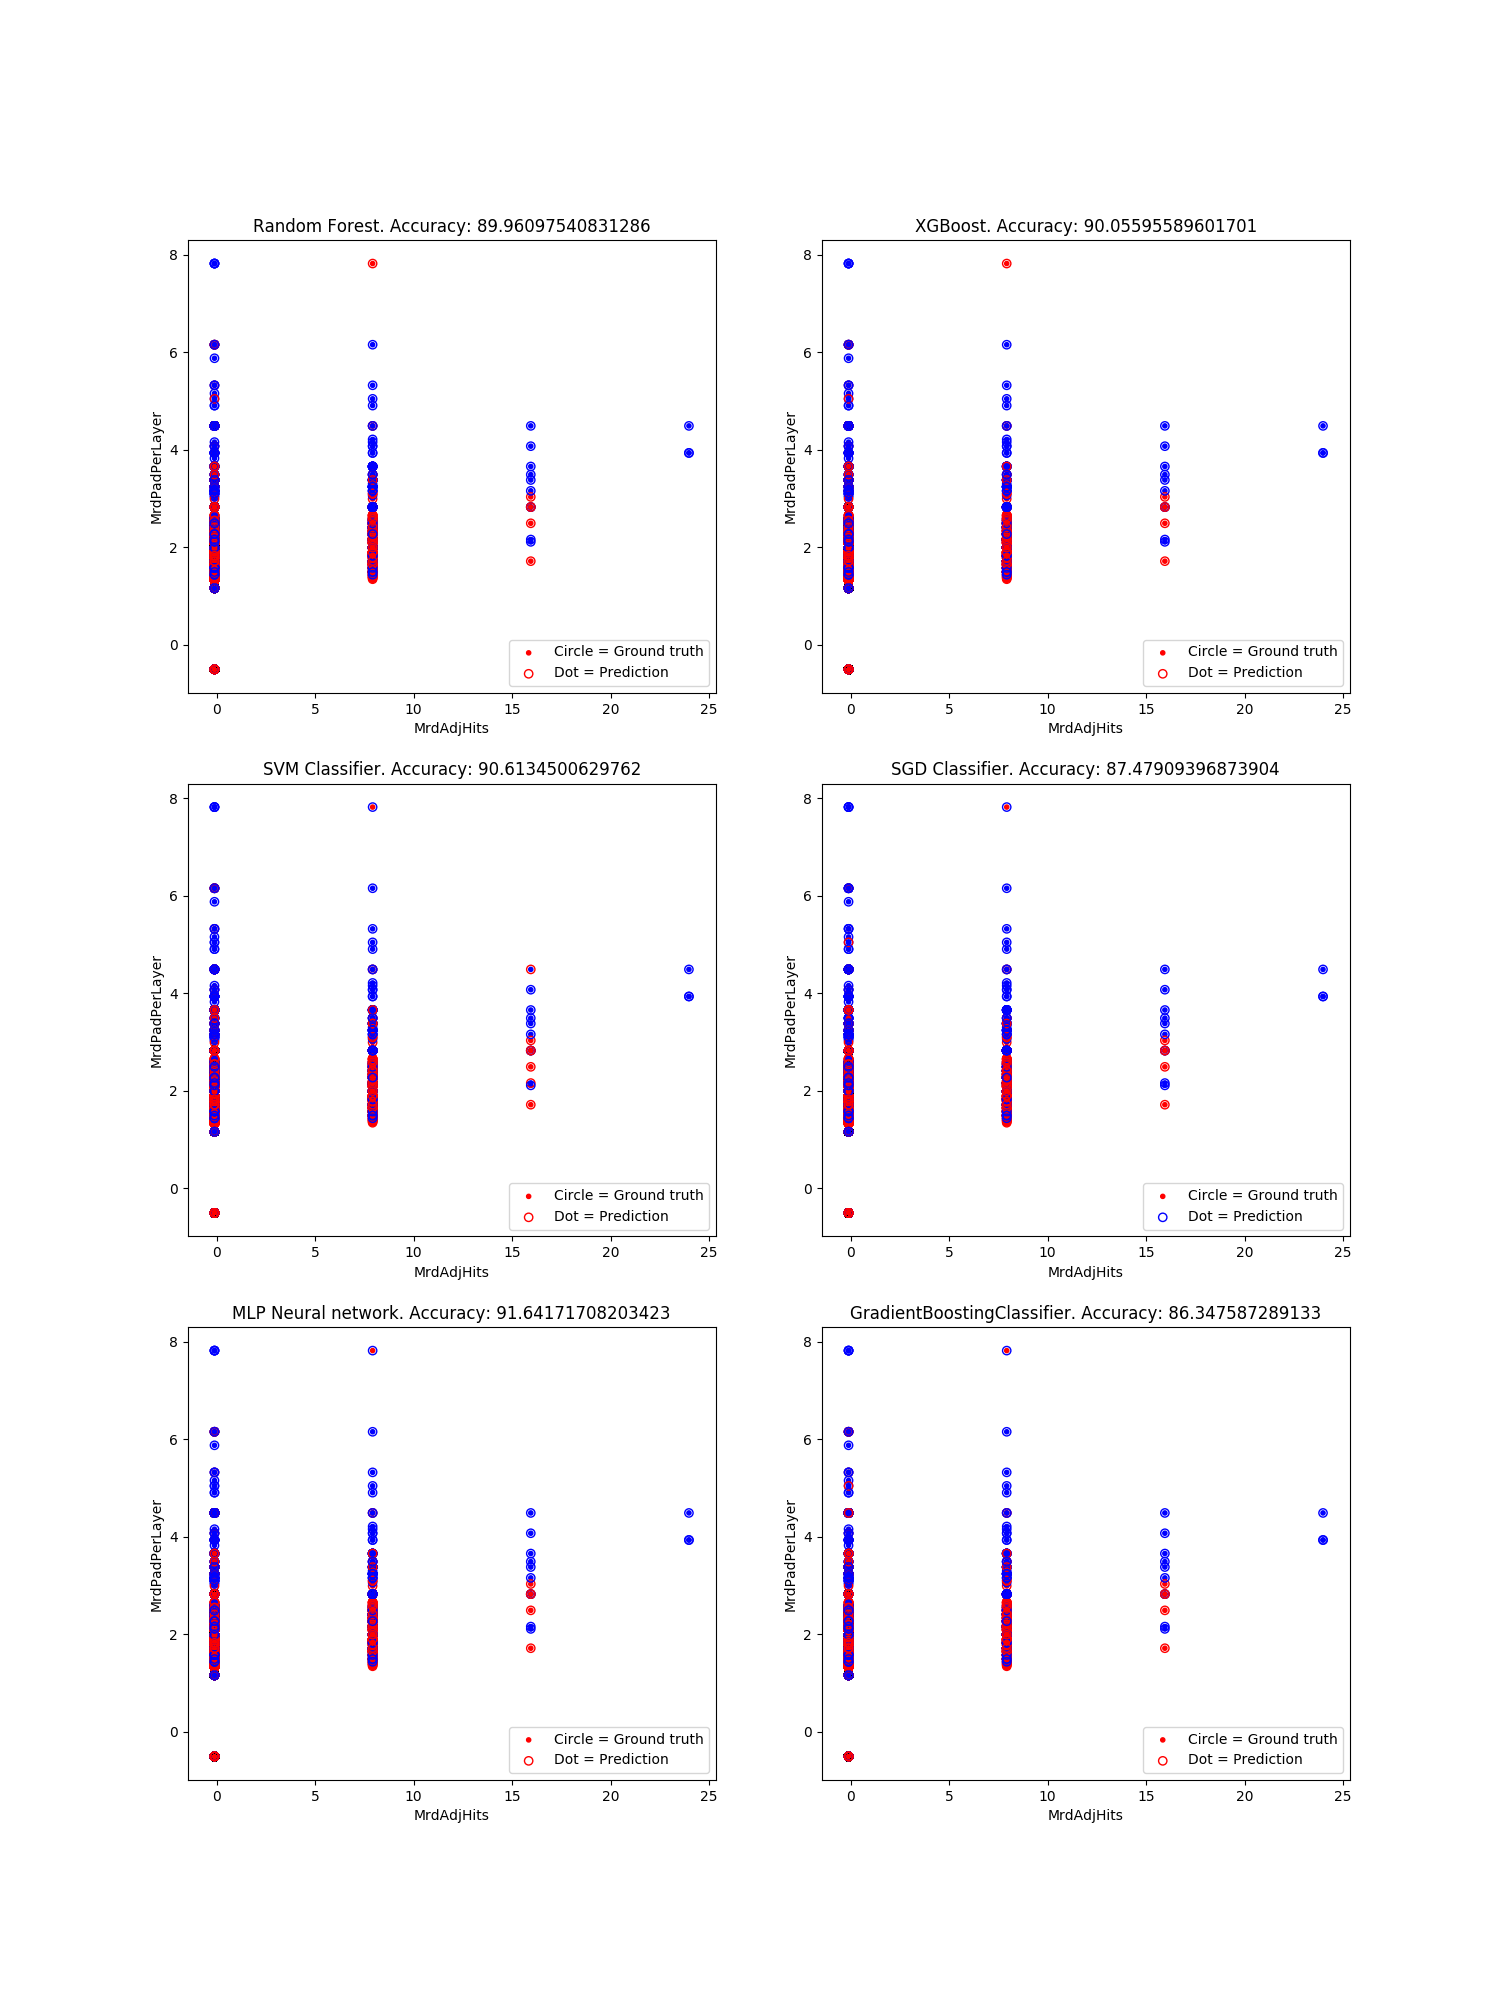 Random Forest. Accuracy: 89.96097540831286
8
6
4
2
0
MrdPadPerLayer
Circle = Ground truth
Dot = Prediction
0 5 10 15 20 25
MrdAdjHits
XGBoost. Accuracy: 90.05595589601701
8
6
4
2
0
MrdPadPerLayer
Circle = Ground truth
Dot = Prediction
0 5 10 15 20 25
MrdAdjHits
SVM Classifier. Accuracy: 90.6134500629762
8
6
4
2
0
MrdPadPerLayer
Circle = Ground truth
Dot = Prediction
0 5 10 15 20 25
MrdAdjHits
SGD Classifier. Accuracy: 87.47909396873904
8
6
4
2
0
MrdPadPerLayer
Circle = Ground truth
Dot = Prediction
0 5 10 15 20 25
MrdAdjHits
MLP Neural network. Accuracy: 91.64171708203423
8
6
4
2
0
MrdPadPerLayer
Circle = Ground truth
Dot = Prediction
0 5 10 15 20 25
MrdAdjHits
GradientBoostingClassifier. Accuracy: 86.347587289133
8
6
4
2
0
MrdPadPerLayer
Circle = Ground truth
Dot = Prediction
0 5 10 15 20 25
MrdAdjHits